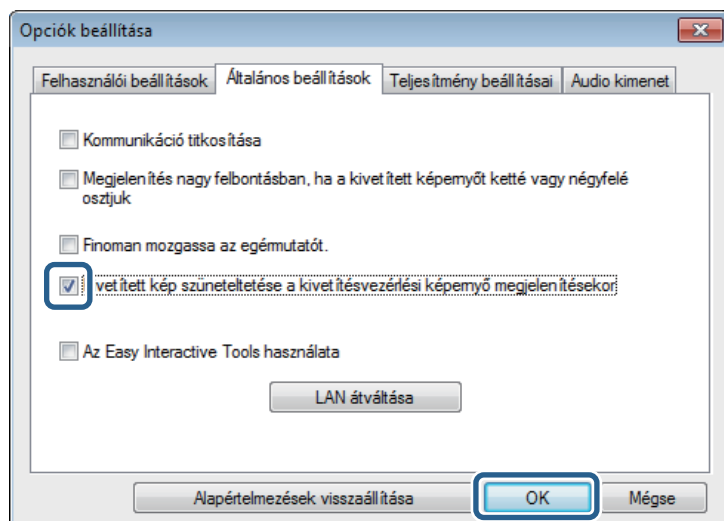 Opciók beállítása
Felhasználói beállítások Általános beállítások Teljesítmény beállításai Audio kimenet
Kommunikáció titkosítása
Megjelenítés nagy felbontásban, ha a kivetített képernyőt ketté vagy négyfelé
osztjuk
Finoman mozgassa az egérmutatót.
vetített kép szüneteltetése a kivetítésvezérlési képernyő megjelenítésekor
Az Easy Interactive Tools használata
LAN átváltása
Alapértelmezések visszaállítása OK Mégse